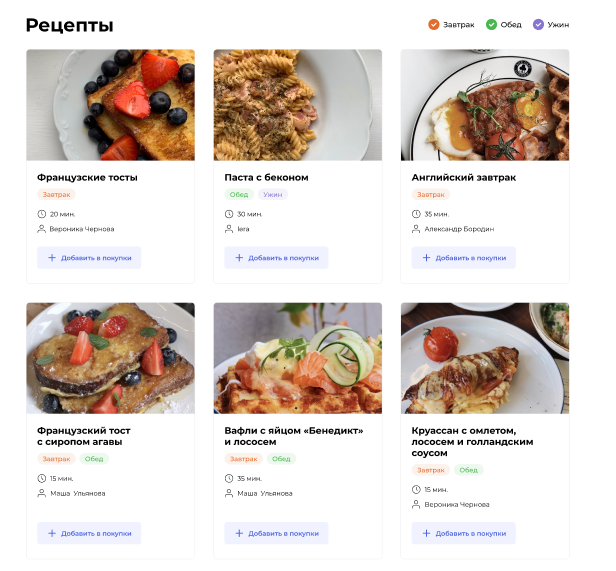 Рецепты
Завтрак Обед Ужин
Французские тосты
Завтрак
20 мин.
Вероника Чернова
Добавить в покупки
Паста с беконом
Обед Ужин
30 мин.
lera
Добавить в покупки
Английский завтрак
Завтрак
35 мин.
Александр Бородин
Добавить в покупки
Французский тост
с сиропом агавы
Завтрак Обед
15 мин.
Маша Ульянова
Добавить в покупки
Вафли с яйцом «Бенедикт»
и лососем
Завтрак Обед
35 мин.
Маша Ульянова
Добавить в покупки
Круассан с омлетом,
лососем и голландским
соусом
Завтрак Обед
15 мин.
Вероника Чернова
Добавить в покупки